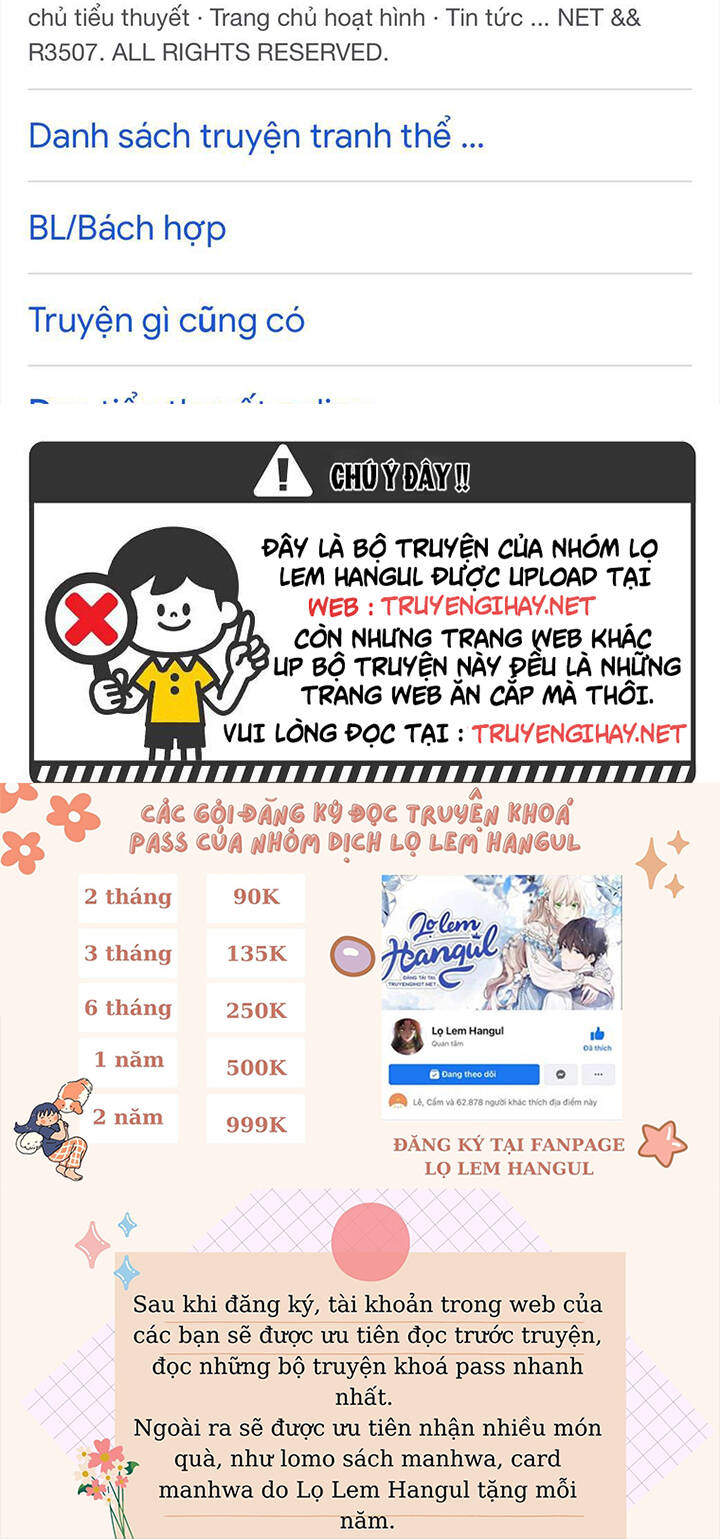 chủ tiểu thuyết · Trang chủ hoạt hình · Tin tức ... NET &&
R3507. ALL RIGHTS RESERVED.
Danh sách truyện tranh thể ...
BL/Bách hợp
Truyện gì cũng có
CHÚ Ý ĐÂY !!
ĐÂY LÀ BỘ TRUYỆN CỦA NHÓM LỌ
LEM HANGUL ĐƯỢC UPLOAD TẠI
WEB : TRUYENGIHAY.NET
CÒN NHƯNG TRANG WEB KHÁC
UP BỘ TRUYỆN NÀY ĐỀU LÀ NHỮNG
TRANG WEB ĂN CẮP MÀ THÔI.
VUI LÒNG ĐỌC TẠI : TRUYENGIHAY.NET
CÁC GÓI ĐĂNG KÝ ĐỌC TRUYỆN KHOÁ
PASS CỦA NHÓM DỊCH LỌ LEM HANGUL
2 tháng 90K
3 tháng 135K
6 tháng 250K
1 năm 500K
2 năm 999K
Lọ lem
Hangul
ĐĂNG TẢI TẠI
TRUYENGIHOT.NET
Lọ Lem Hangul
Quan tâm
Đã thích
Đang theo dõi
Lê, Cẩm và 62.878 người khác thích địa điểm này
ĐĂNG KÝ TẠI FANPAGE
LỌ LEM HANGUL
Sau khi đăng ký, tài khoản trong web của
các bạn sẽ được ưu tiên đọc trước truyện,
đọc những bộ truyện khoá pass nhanh
nhất.
Ngoài ra sẽ được ưu tiên nhận nhiều món
quà, như lomo sách manhwa, card
manhwa do Lọ Lem Hangul tặng mỗi
năm.